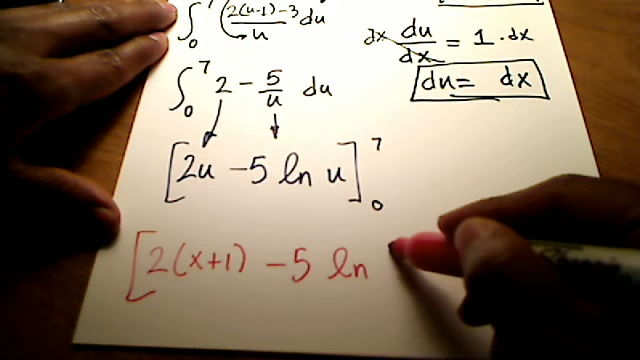 ∫₀⁷ (2(u-1)-3)/u du
dx du/dx = 1 · dx
du = dx
∫₀⁷ 2 - 5/u du
[2u - 5 ln u]₀⁷
[2(x+1) - 5 ln